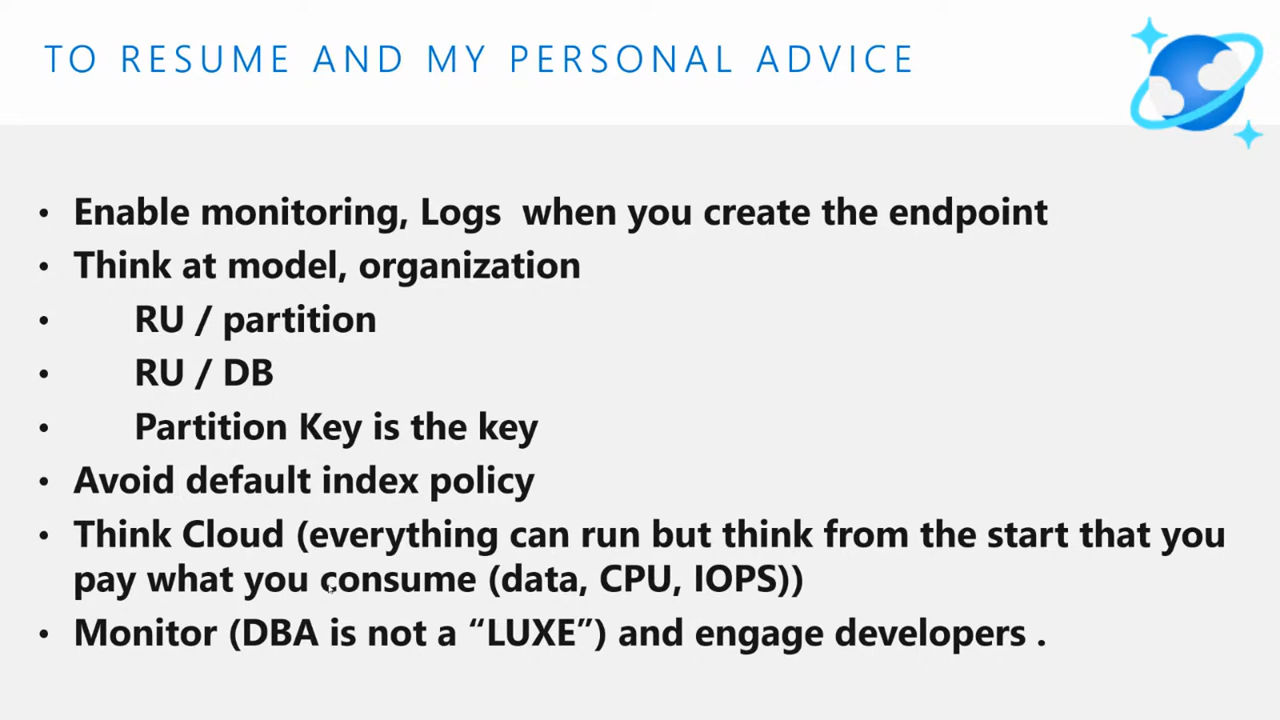 TO RESUME AND MY PERSONAL ADVICE
• Enable monitoring, Logs  when you create the endpoint
• Think at model, organization
• RU / partition
• RU / DB
• Partition Key is the key
• Avoid default index policy
• Think Cloud (everything can run but think from the start that you
pay what you consume (data, CPU, IOPS))
• Monitor (DBA is not a “LUXE”) and engage developers .